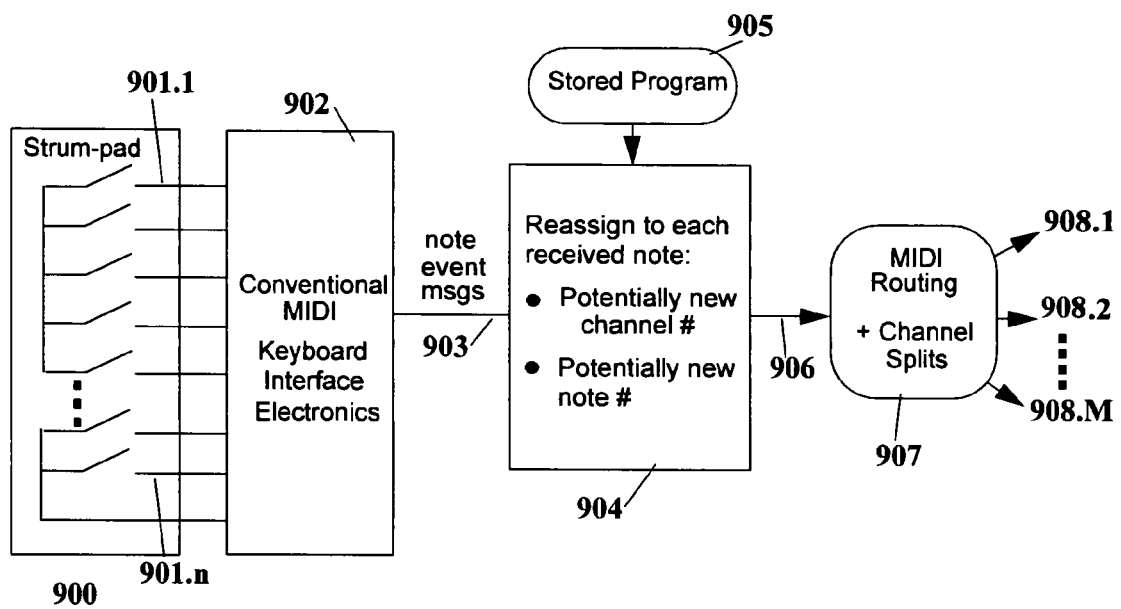 905
Stored Program
901.1
902
Strum-pad
note
event
msgs
903
Conventional
MIDI
Keyboard
Interface
Electronics
Reassign to each
received note:
● Potentially new
channel #
● Potentially new
note #
906
MIDI
Routing
+ Channel
Splits
908.1
908.2
908.M
907
904
901.n
900